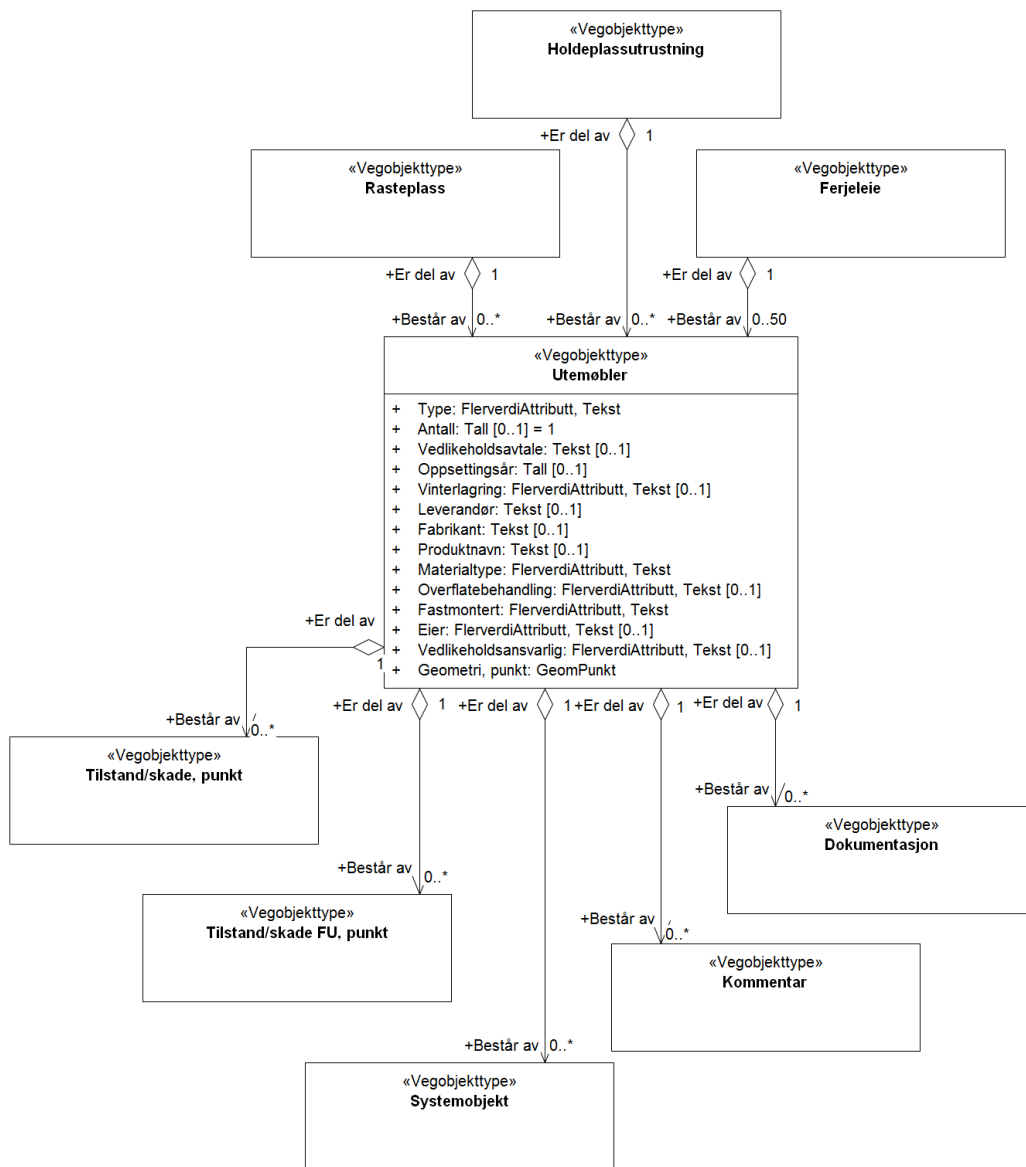 «Vegobjekttype»
Holdeplassutrustning
+Er del av
1
«Vegobjekttype»
Rasteplass
«Vegobjekttype»
Ferjeleie
+Er del av
1
+Er del av
1
+Består av
0..*
+Består av
0..*
+Består av
0..50
«Vegobjekttype»
Utemøbler
+ Type: FlerverdiAttributt, Tekst
+ Antall: Tall [0..1] = 1
+ Vedlikeholdsavtale: Tekst [0..1]
+ Oppsettingsår: Tall [0..1]
+ Vinterlagring: FlerverdiAttributt, Tekst [0..1]
+ Leverandør: Tekst [0..1]
+ Fabrikant: Tekst [0..1]
+ Produktnavn: Tekst [0..1]
+ Materialtype: FlerverdiAttributt, Tekst
+ Overflatebehandling: FlerverdiAttributt, Tekst [0..1]
+ Fastmontert: FlerverdiAttributt, Tekst
+ Eier: FlerverdiAttributt, Tekst [0..1]
+ Vedlikeholdsansvarlig: FlerverdiAttributt, Tekst [0..1]
+ Geometri, punkt: GeomPunkt
+Er del av
1
+Består av
0..*
«Vegobjekttype»
Tilstand/skade, punkt
+Er del av
1
+Er del av
1
+Er del av
1
+Er del av
1
+Består av
0..*
«Vegobjekttype»
Dokumentasjon
+Består av
0..*
«Vegobjekttype»
Tilstand/skade FU, punkt
+Består av
0..*
«Vegobjekttype»
Kommentar
+Består av
0..*
«Vegobjekttype»
Systemobjekt